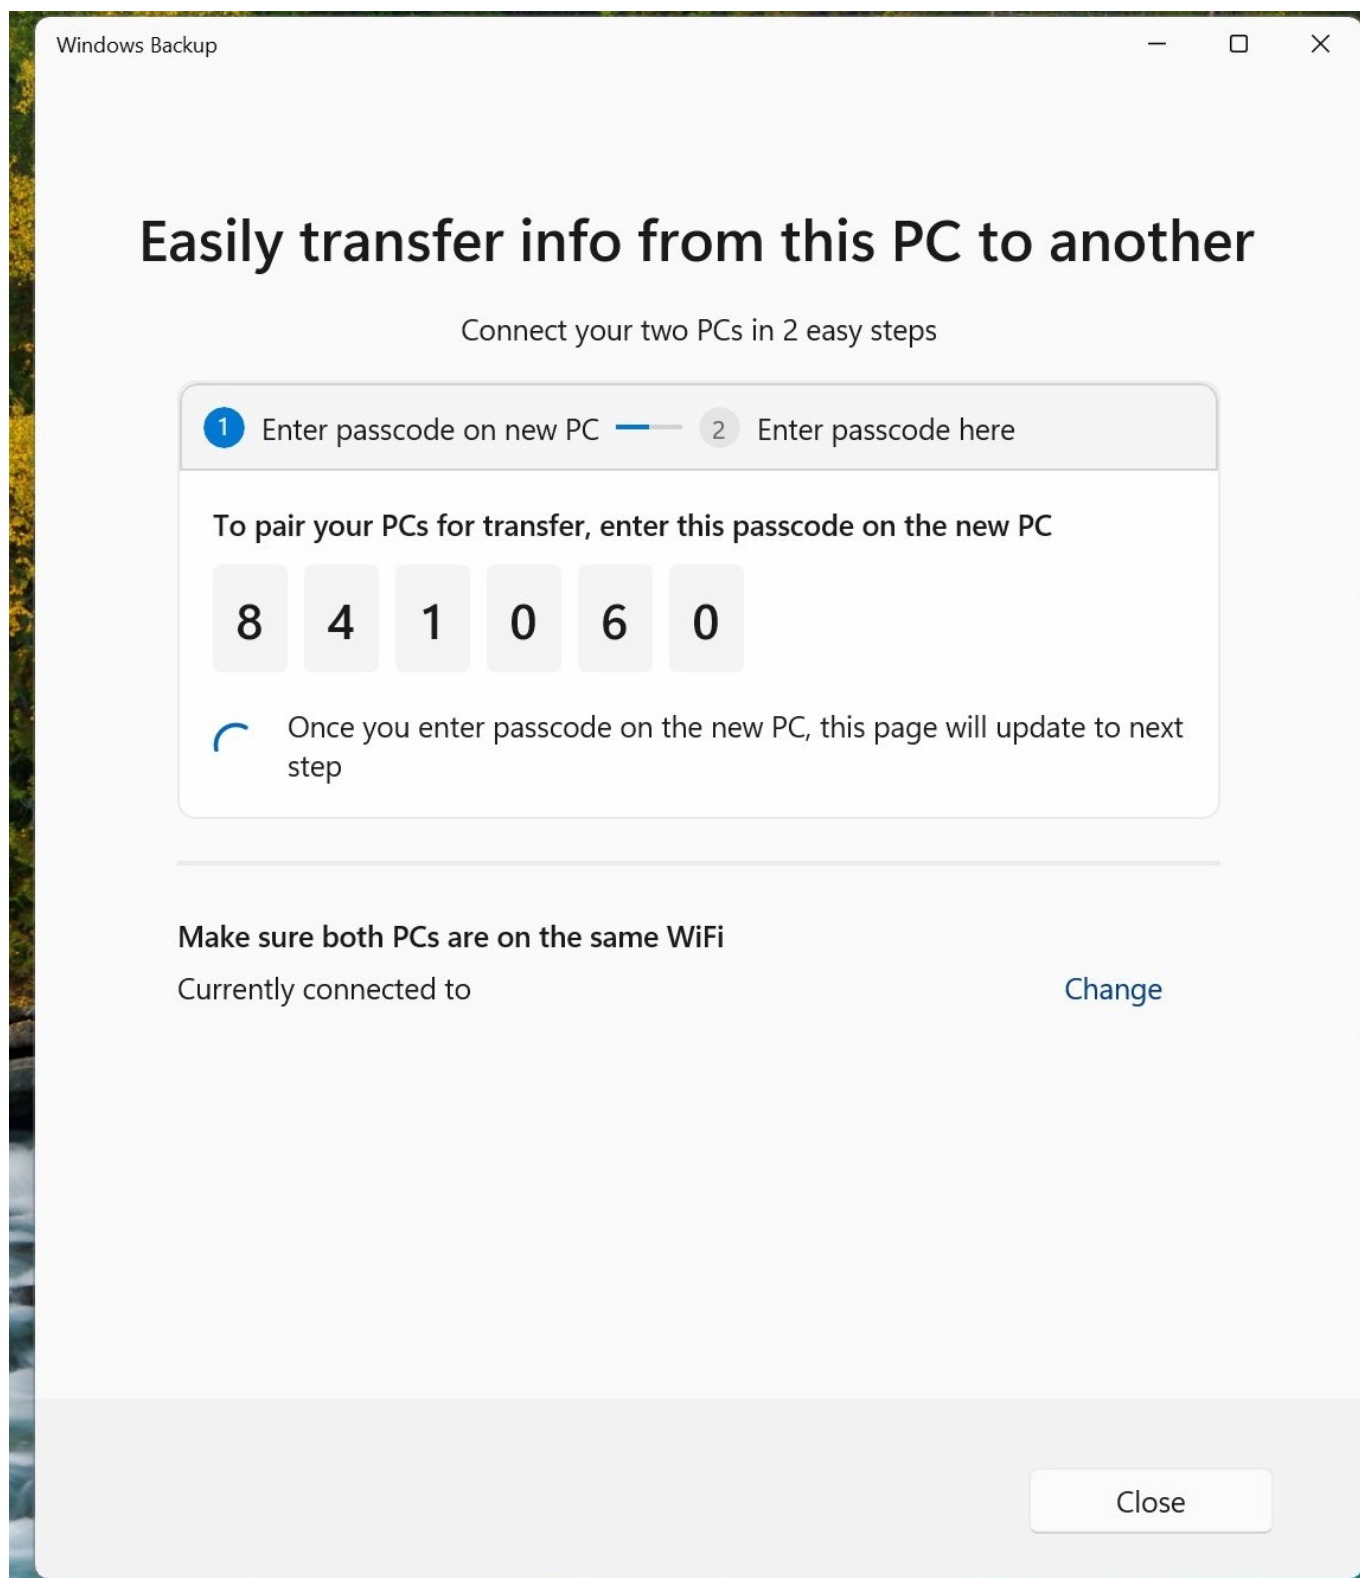 Windows Backup
Easily transfer info from this PC to another
Connect your two PCs in 2 easy steps
1 Enter passcode on new PC 2 Enter passcode here
To pair your PCs for transfer, enter this passcode on the new PC
8 4 1 0 6 0
Once you enter passcode on the new PC, this page will update to next
step
Make sure both PCs are on the same WiFi
Currently connected to Change
Close